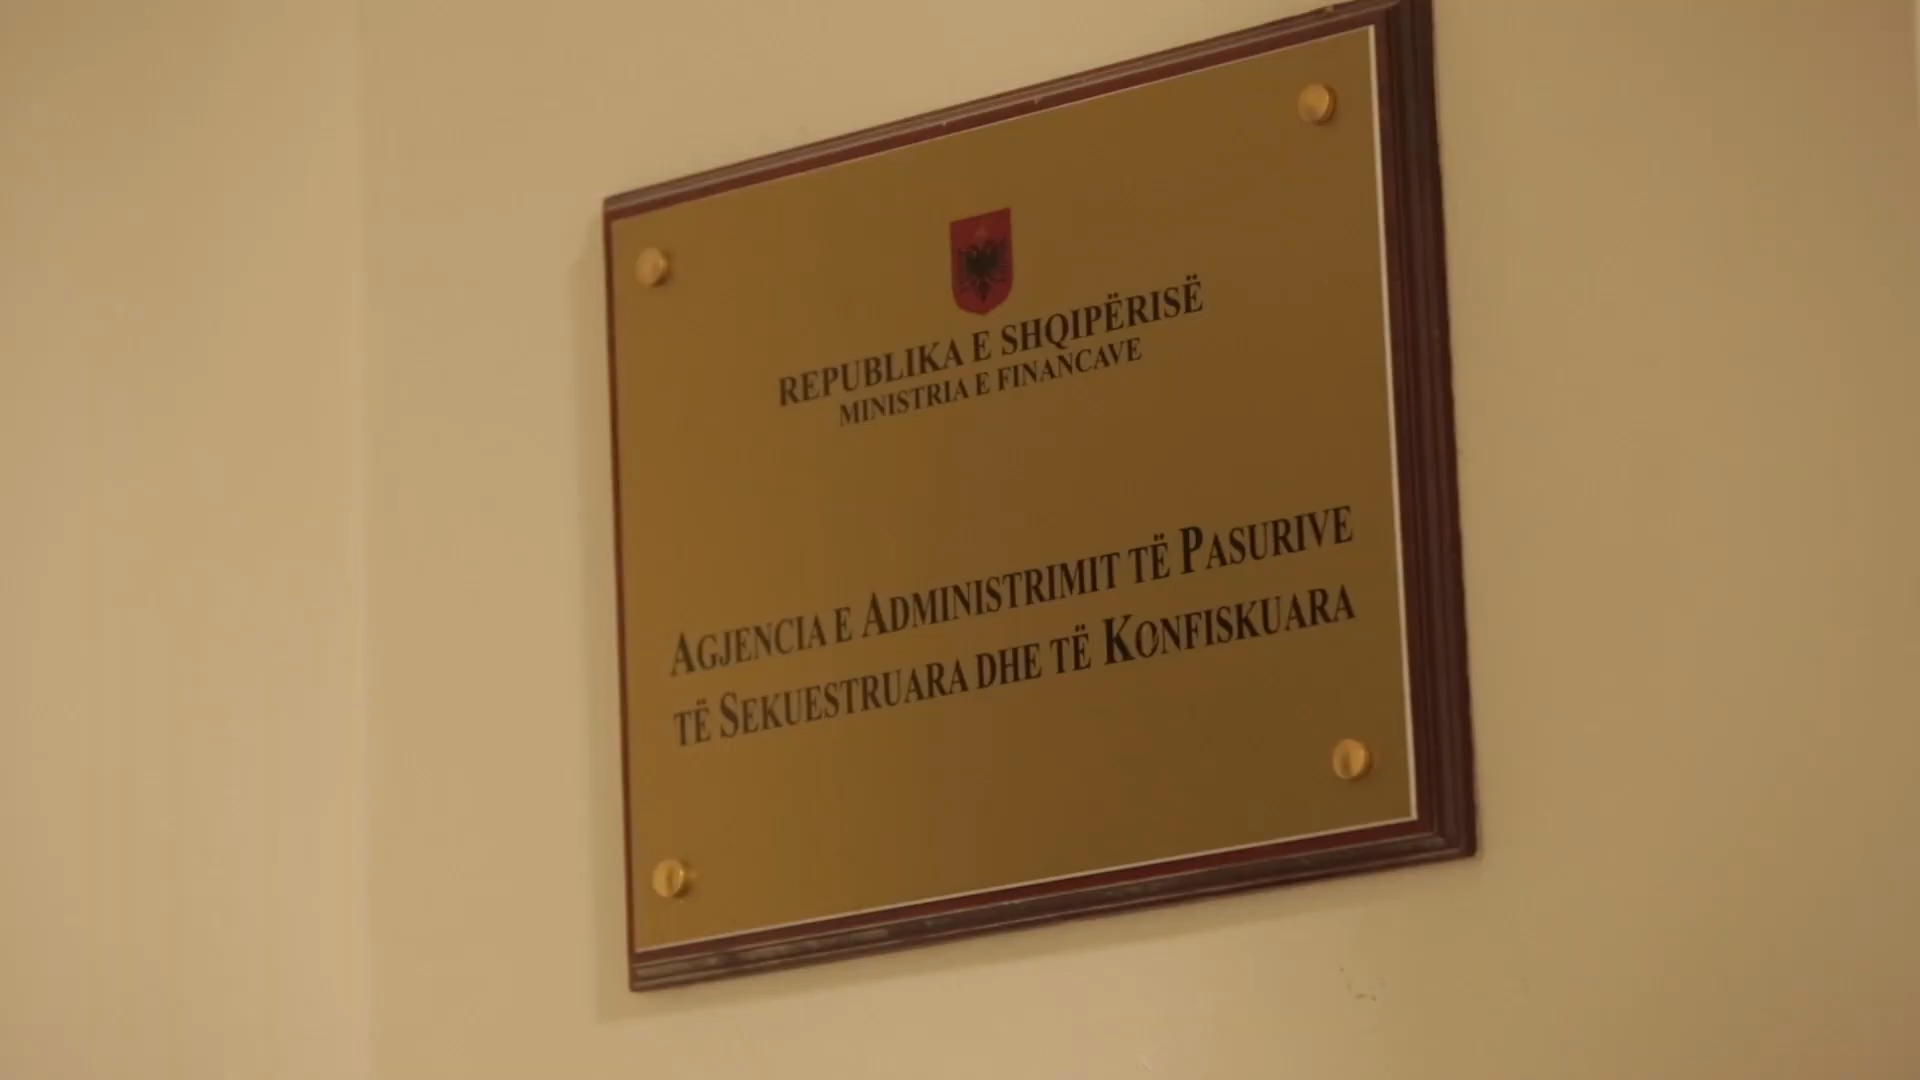 REPUBLIKA E SHQIPËRISË
MINISTRIA E FINANCAVE
AGJENCIA E ADMINISTRIMIT TË PASURIVE
TË SEKUESTRUARA DHE TË KONFISKUARA